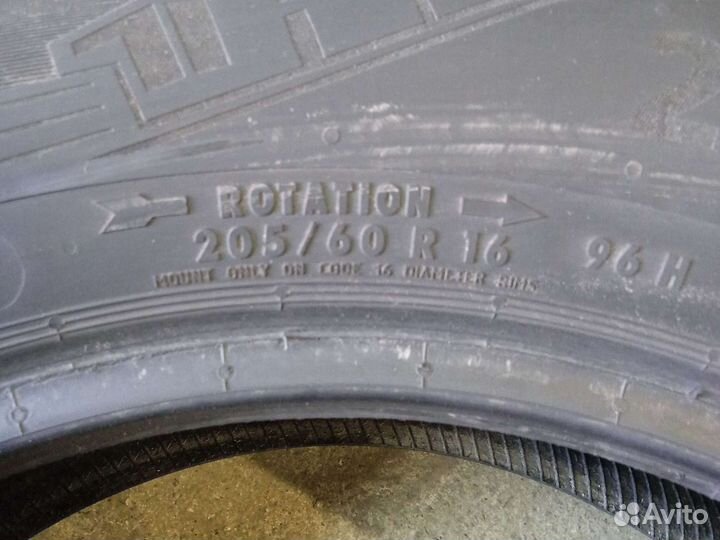 ROTATION
205/60 R 16 96 H
MOUNT ONLY ON CODE 16 DIAMETER RIMS
Avito